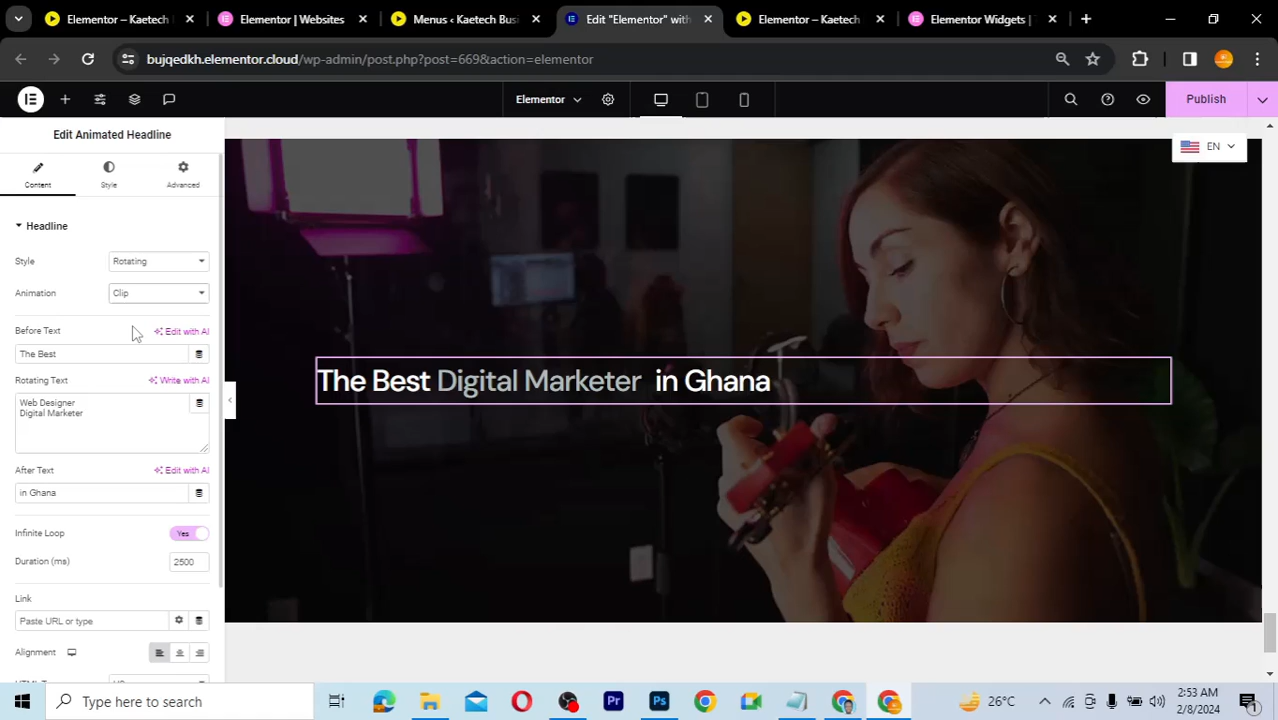 Elementor – Kaetech
Elementor | Websites
Menus ‹ Kaetech Busi
Edit "Elementor" with
Elementor – Kaetech
Elementor Widgets |
bujqedkh.elementor.cloud/wp-admin/post.php?post=669&action=elementor
Elementor
Publish
Edit Animated Headline
EN
Content
Style
Advanced
Headline
Style
Rotating
Animation
Clip
Before Text
Edit with AI
The Best
Rotating Text
Write with AI
Web Designer
Digital Marketer
The Best Digital Marketer in Ghana
After Text
Edit with AI
in Ghana
Infinite Loop
Yes
Duration (ms)
2500
Link
Paste URL or type
Alignment
Type here to search
Pr
Ps
26°C
2:53 AM
2/8/2024
1